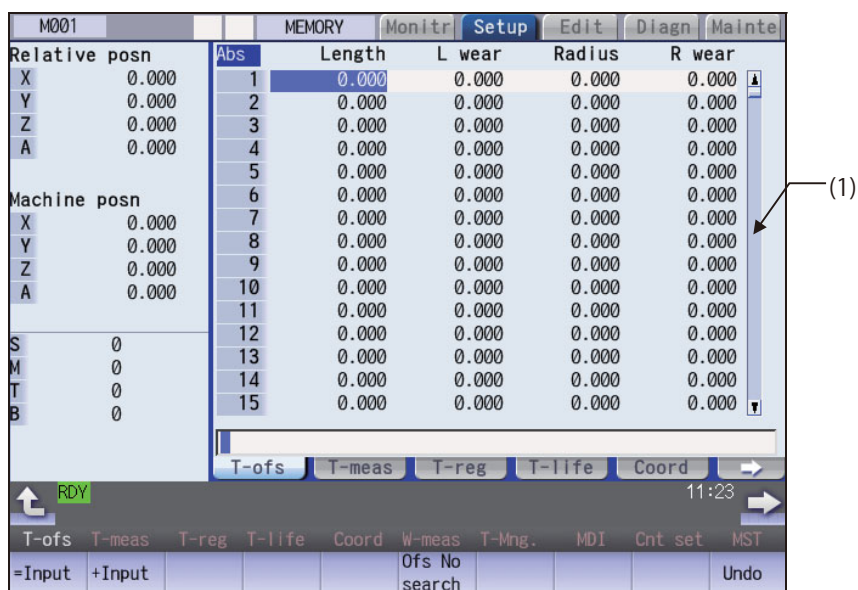 M001 MEMORY Monitr Setup Edit Diagn Mainte
Relative posn
X 0.000
Y 0.000
Z 0.000
A 0.000
Machine posn
X 0.000
Y 0.000
Z 0.000
A 0.000
S 0
M 0
T 0
B 0
Abs Length L wear Radius R wear
1 0.000 0.000 0.000 0.000
2 0.000 0.000 0.000 0.000
3 0.000 0.000 0.000 0.000
4 0.000 0.000 0.000 0.000
5 0.000 0.000 0.000 0.000
6 0.000 0.000 0.000 0.000
7 0.000 0.000 0.000 0.000
8 0.000 0.000 0.000 0.000
9 0.000 0.000 0.000 0.000
10 0.000 0.000 0.000 0.000
11 0.000 0.000 0.000 0.000
12 0.000 0.000 0.000 0.000
13 0.000 0.000 0.000 0.000
14 0.000 0.000 0.000 0.000
15 0.000 0.000 0.000 0.000
(1)
T-ofs T-meas T-reg T-life Coord
RDY 11:23
T-ofs T-meas T-reg T-life Coord W-meas T-Mng. MDI Cnt set MST
=Input +Input Ofs No search Undo